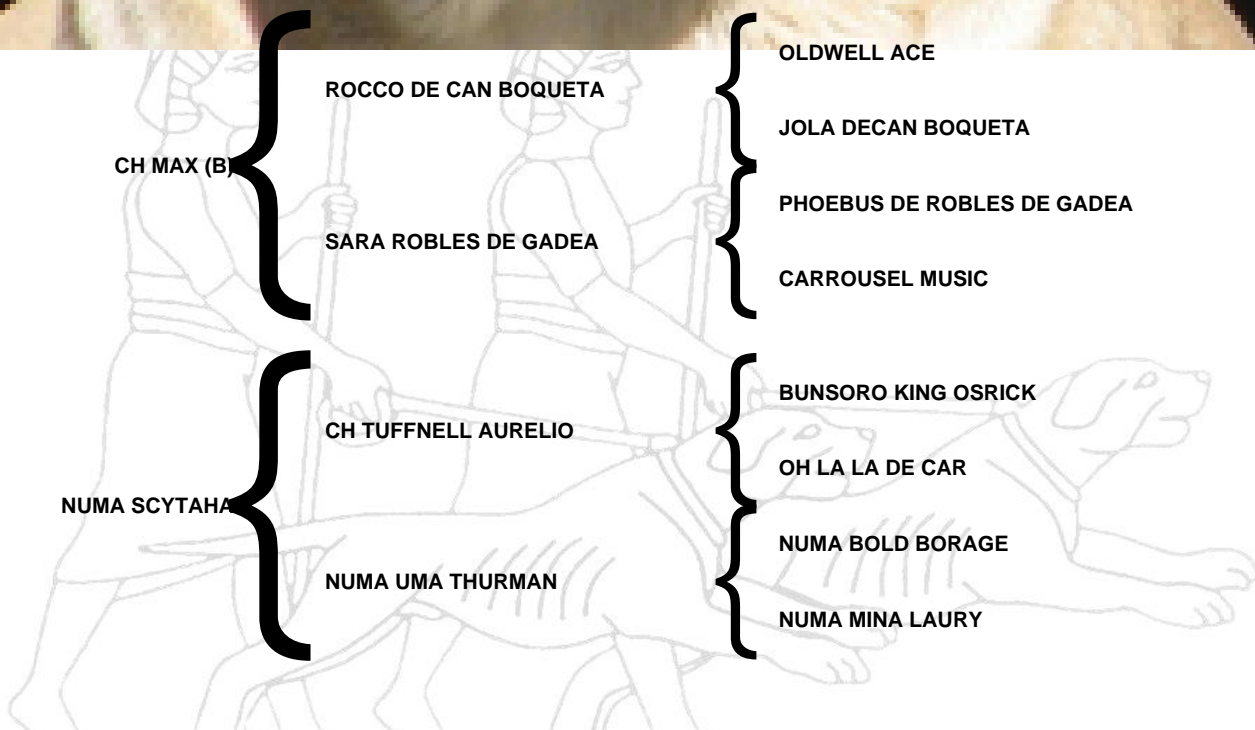 OLDWELL ACE
ROCCO DE CAN BOQUETA
JOLA DECAN BOQUETA
CH MAX (B)
PHOEBUS DE ROBLES DE GADEA
SARA ROBLES DE GADEA
CARROUSEL MUSIC
BUNSORO KING OSRICK
CH TUFFNELL AURELIO
OH LA LA DE CAR
NUMA SCYTAHA
NUMA BOLD BORAGE
NUMA UMA THURMAN
NUMA MINA LAURY